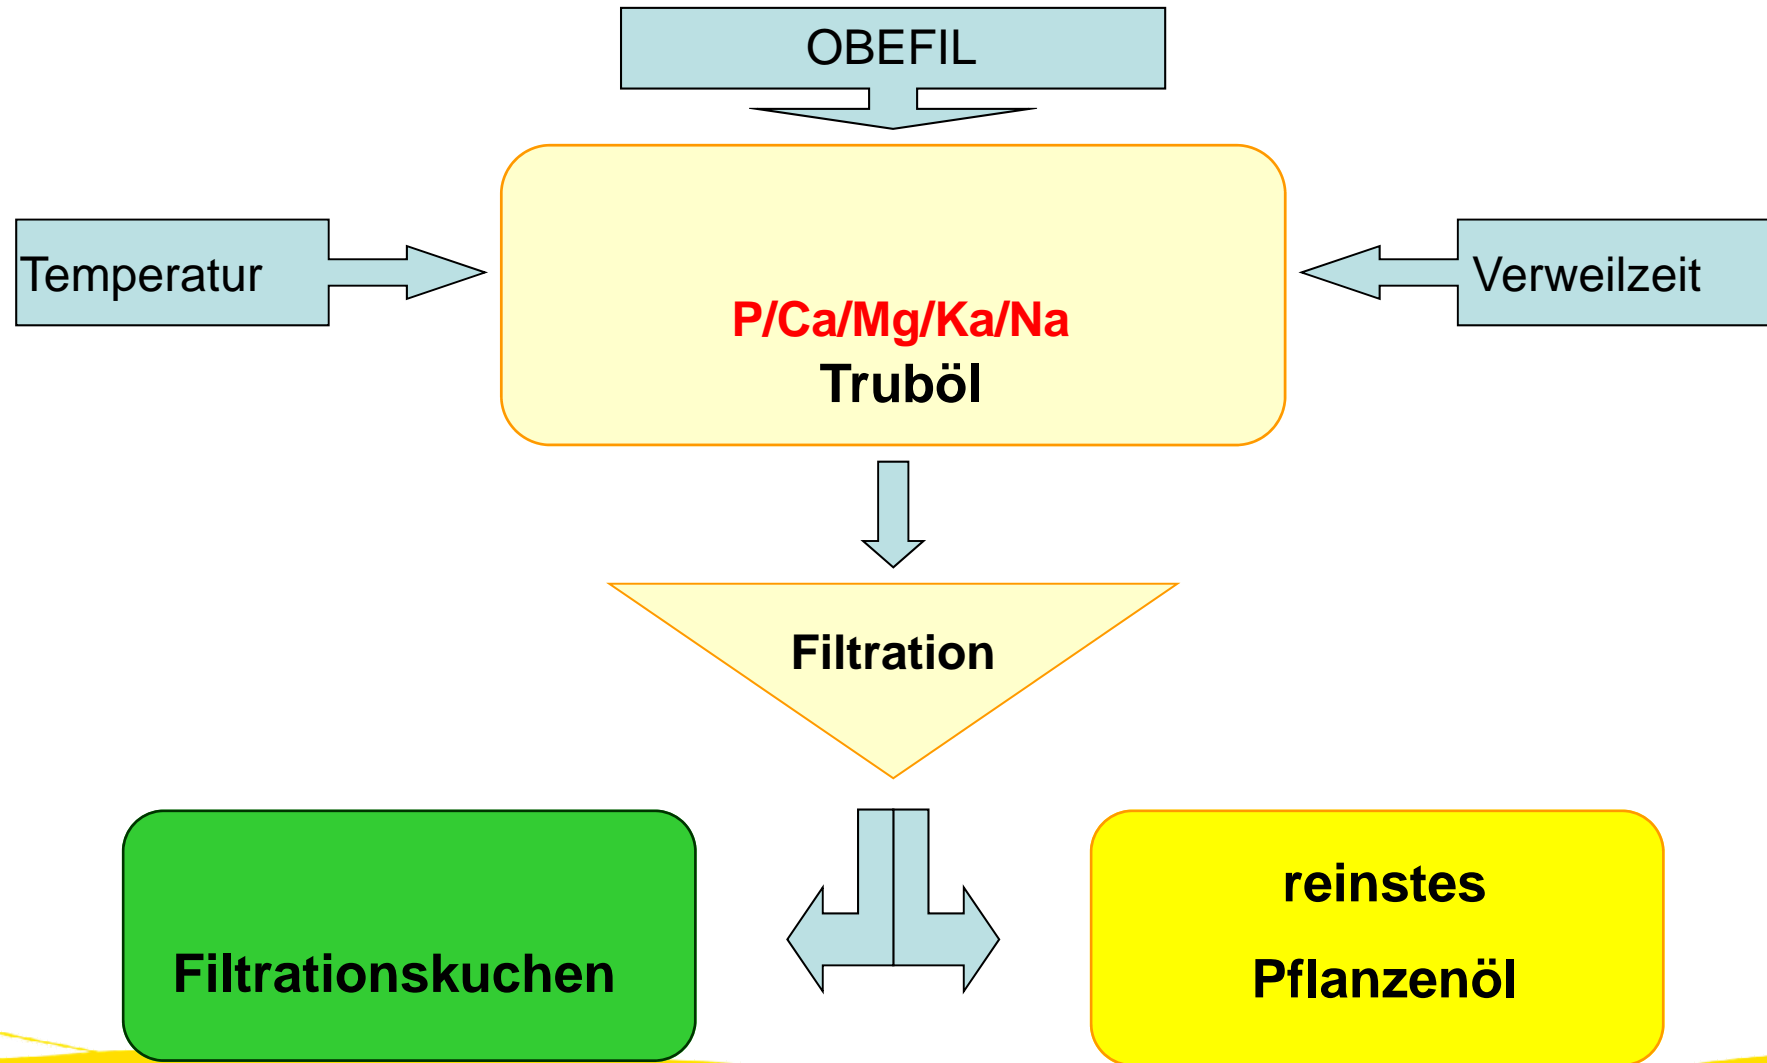 OBEFIL
Temperatur
Verweilzeit
P/Ca/Mg/Ka/Na
Truböl
Filtration
Filtrationskuchen
reinstes
Pflanzenöl